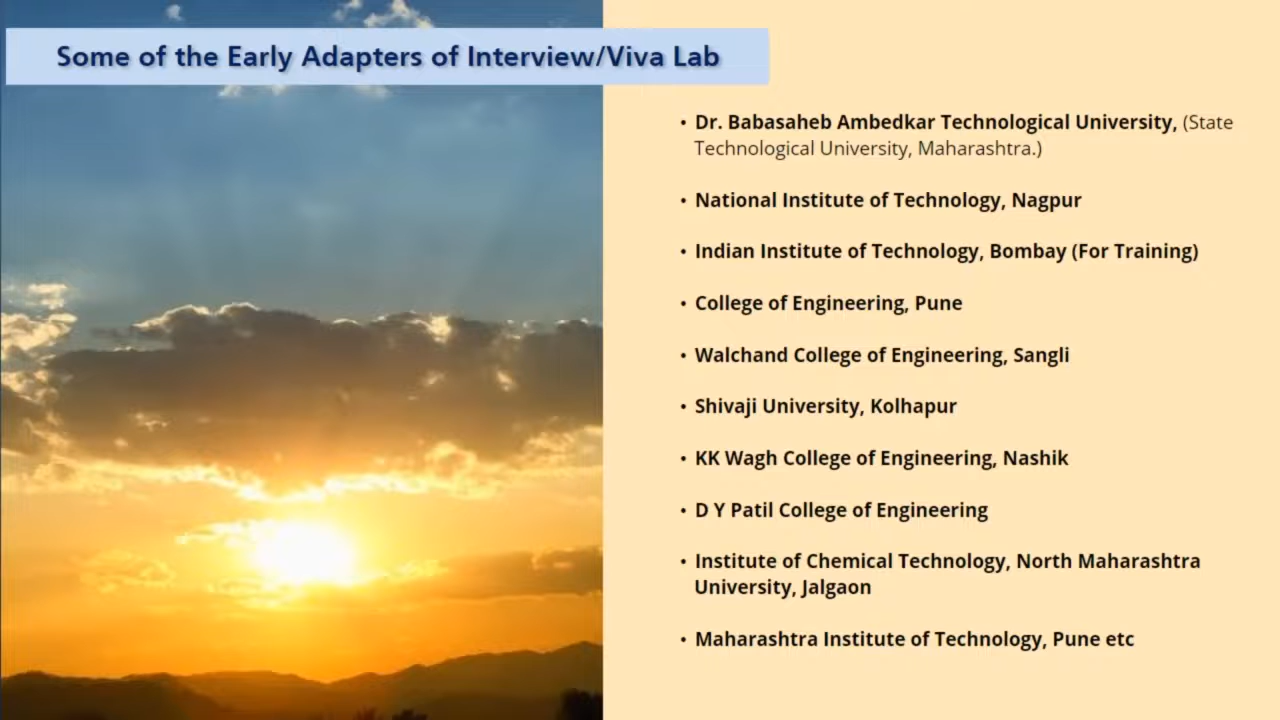 Some of the Early Adapters of Interview/Viva Lab
• Dr. Babasaheb Ambedkar Technological University, (State
Technological University, Maharashtra.)
• National Institute of Technology, Nagpur
• Indian Institute of Technology, Bombay (For Training)
• College of Engineering, Pune
• Walchand College of Engineering, Sangli
• Shivaji University, Kolhapur
• KK Wagh College of Engineering, Nashik
• D Y Patil College of Engineering
• Institute of Chemical Technology, North Maharashtra
University, Jalgaon
• Maharashtra Institute of Technology, Pune etc